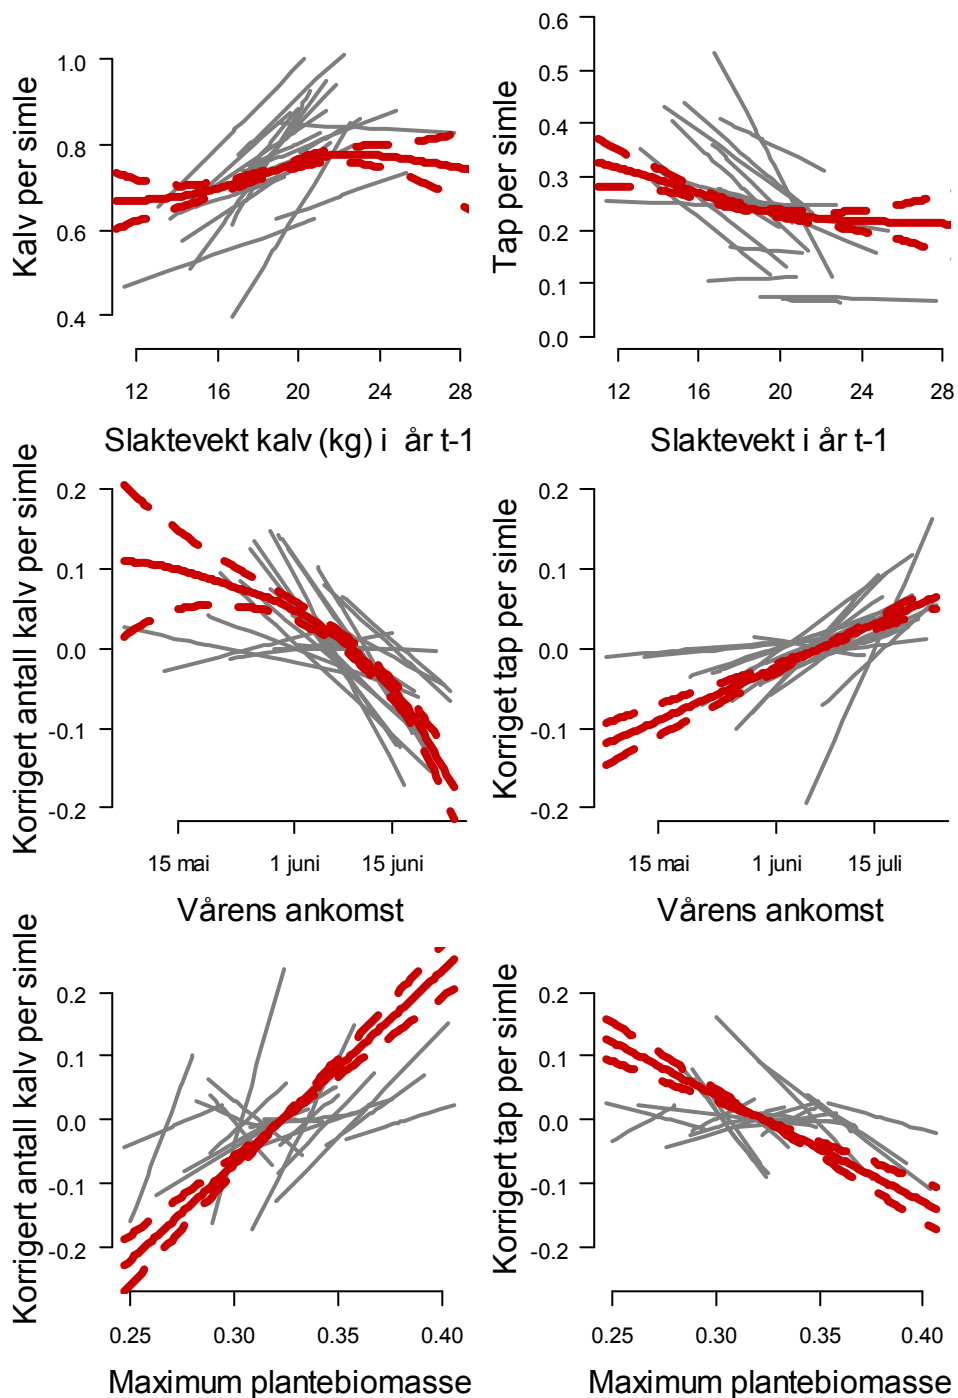 Kalv per simle
1.0
0.8
0.6
0.4
12 16 20 24 28
Slaktevekt kalv (kg) i år t-1
Tap per simle
0.6
0.5
0.4
0.3
0.2
0.1
0.0
12 16 20 24 28
Slaktevekt i år t-1
Korrigert antall kalv per simle
0.2
0.1
0.0
-0.1
-0.2
15 mai 1 juni 15 juni
Vårens ankomst
Korriget tap per simle
0.2
0.1
0.0
-0.1
-0.2
15 mai 1 juni 15 juli
Vårens ankomst
Korrigert antall kalv per simle
0.2
0.1
0.0
-0.1
-0.2
0.25 0.30 0.35 0.40
Maximum plantebiomasse
Korrigert tap per simle
0.2
0.1
0.0
-0.1
-0.2
0.25 0.30 0.35 0.40
Maximum plantebiomasse